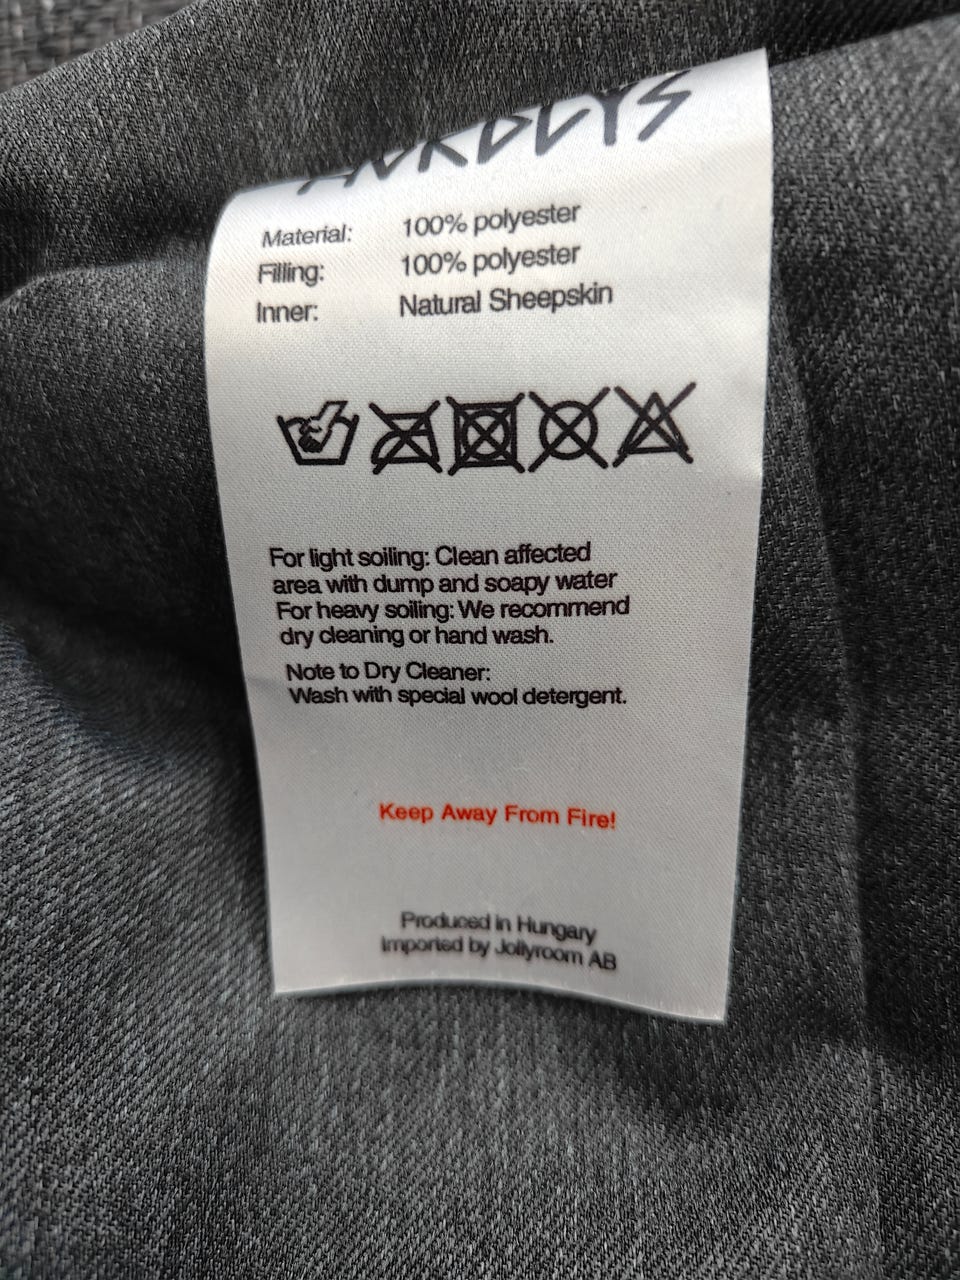 Material: 100% polyester
Filling: 100% polyester
Inner: Natural Sheepskin
For light soiling: Clean affected
area with dump and soapy water
For heavy soiling: We recommend
dry cleaning or hand wash.
Note to Dry Cleaner:
Wash with special wool detergent.
Keep Away From Fire!
Produced in Hungary
Imported by Jollyroom AB